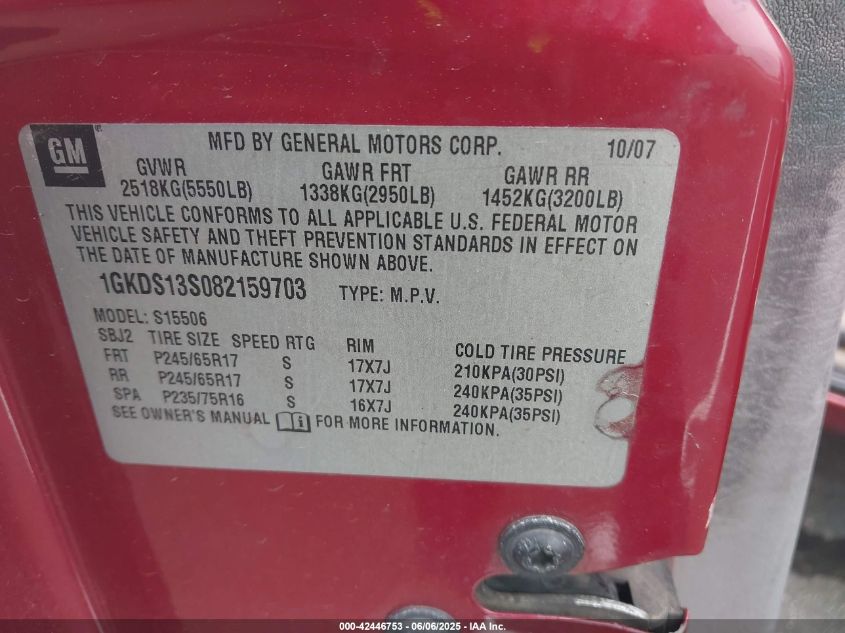 GM ®
MFD BY GENERAL MOTORS CORP. 10/07
GVWR GAWR FRT GAWR RR
2518KG(5550LB) 1338KG(2950LB) 1452KG(3200LB)
THIS VEHICLE CONFORMS TO ALL APPLICABLE U.S. FEDERAL MOTOR
VEHICLE SAFETY AND THEFT PREVENTION STANDARDS IN EFFECT ON
THE DATE OF MANUFACTURE SHOWN ABOVE.
1GKDS13S082159703 TYPE: M.P.V.
MODEL: S15506
SBJ2 TIRE SIZE SPEED RTG RIM COLD TIRE PRESSURE
FRT P245/65R17 S 17X7J 210KPA(30PSI)
RR P245/65R17 S 17X7J 240KPA(35PSI)
SPA P235/75R16 S 16X7J 240KPA(35PSI)
SEE OWNER'S MANUAL i FOR MORE INFORMATION.
000-42446753 - 06/06/2025 - IAA Inc.